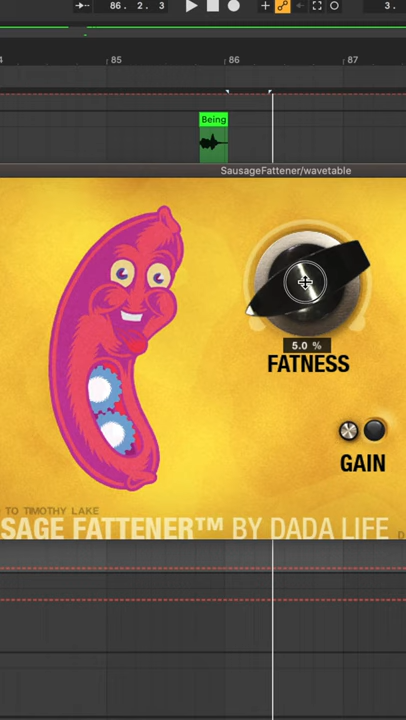 86. 2. 3
3.
85
86
87
Being
SausageFattener/wavetable
5.0 %
FATNESS
GAIN
TO TIMOTHY LAKE
SAGE FATTENER™ BY DADA LIFE